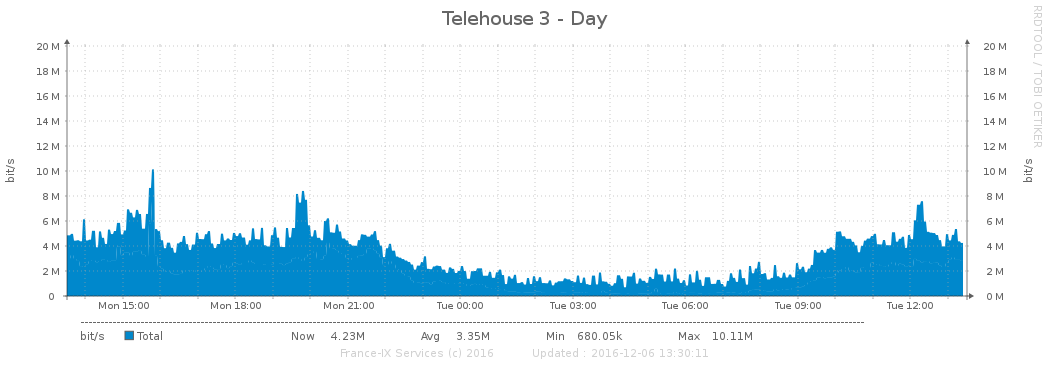 Telehouse 3 - Day
RRDTOOL / TOBI OETIKER
bit/s
20 M
18 M
16 M
14 M
12 M
10 M
8 M
6 M
4 M
2 M
0
20 M
18 M
16 M
14 M
12 M
10 M
8 M
6 M
4 M
2 M
0 M
bit/s
Mon 15:00 Mon 18:00 Mon 21:00 Tue 00:00 Tue 03:00 Tue 06:00 Tue 09:00 Tue 12:00
bit/s Total Now 4.23M Avg 3.35M Min 680.05k Max 10.11M
France-IX Services (c) 2016 Updated : 2016-12-06 13:30:11